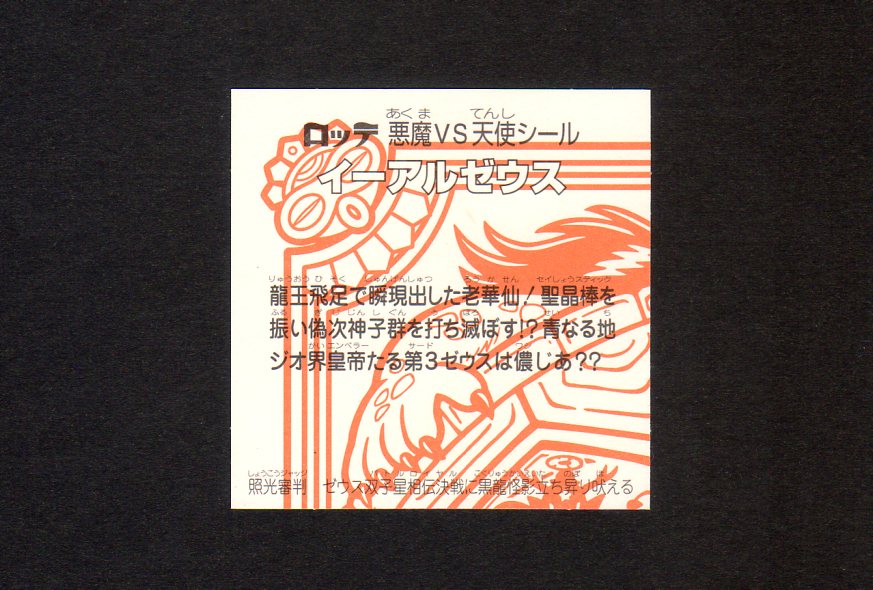 ロッテ 悪魔VS天使シール
イーアルゼウス
龍王飛足で瞬現出した老華仙!聖晶棒を
振い偽次神子群を打ち滅ぼす!?青なる地
ジオ界皇帝たる第3ゼウスは儂じあ??
照光審判 ゼウス双子星相伝決戦に黒龍怪影立ち昇り吠える